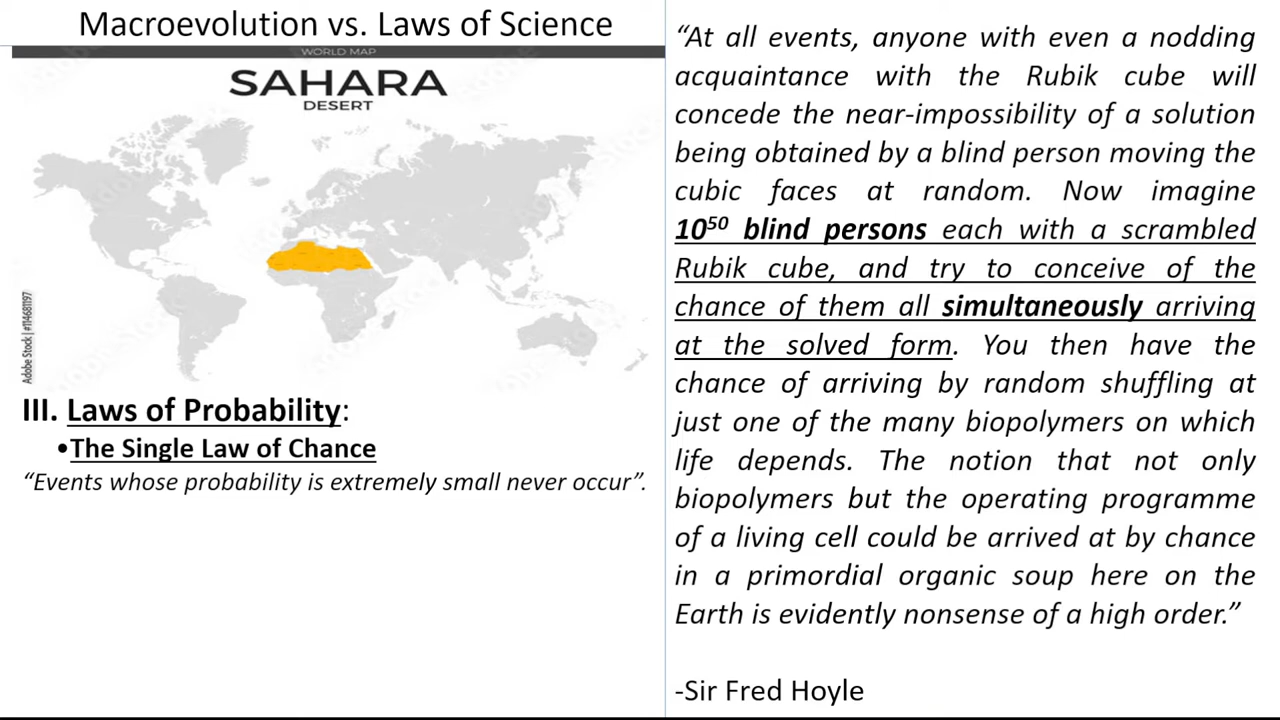 Macroevolution vs. Laws of Science
WORLD MAP
SAHARA
DESERT
Adobe Stock | #114681197
III. Laws of Probability:
•The Single Law of Chance
“Events whose probability is extremely small never occur”.
“At all events, anyone with even a nodding
acquaintance with the Rubik cube will
concede the near-impossibility of a solution
being obtained by a blind person moving the
cubic faces at random. Now imagine
10⁵⁰ blind persons each with a scrambled
Rubik cube, and try to conceive of the
chance of them all simultaneously arriving
at the solved form. You then have the
chance of arriving by random shuffling at
just one of the many biopolymers on which
life depends. The notion that not only
biopolymers but the operating programme
of a living cell could be arrived at by chance
in a primordial organic soup here on the
Earth is evidently nonsense of a high order.”
-Sir Fred Hoyle